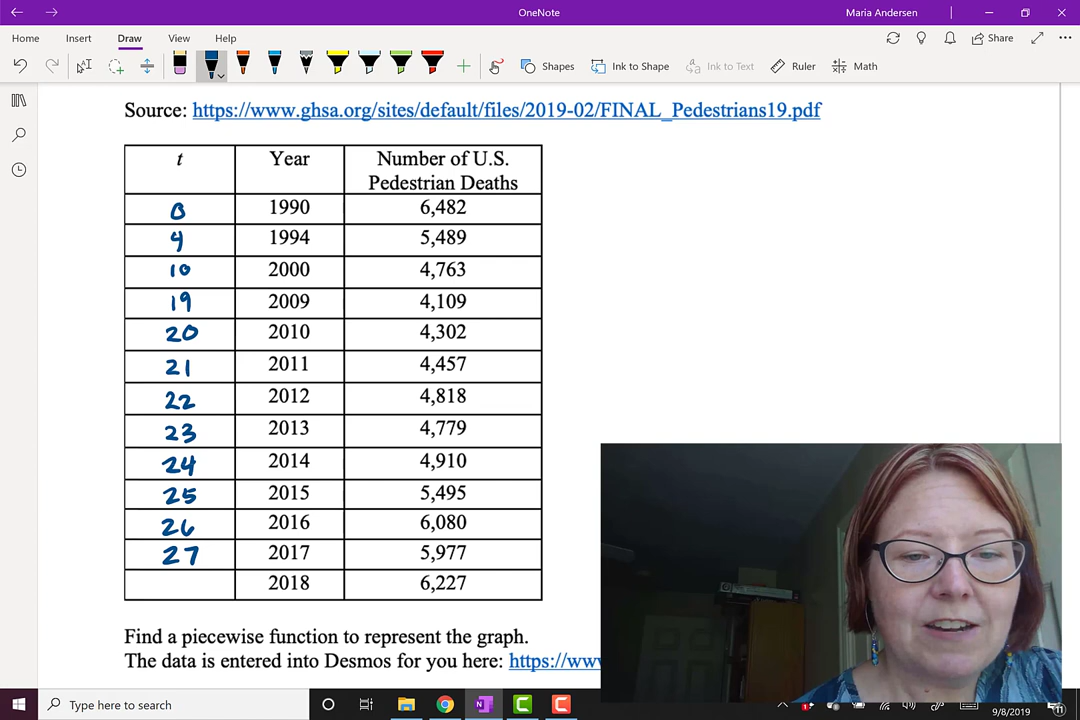 OneNote
Maria Andersen
Home Insert Draw View Help
Share
Shapes Ink to Shape Ink to Text Ruler Math
Source: https://www.ghsa.org/sites/default/files/2019-02/FINAL_Pedestrians19.pdf
t Year Number of U.S.
Pedestrian Deaths
0 1990 6,482
4 1994 5,489
10 2000 4,763
19 2009 4,109
20 2010 4,302
21 2011 4,457
22 2012 4,818
23 2013 4,779
24 2014 4,910
25 2015 5,495
26 2016 6,080
27 2017 5,977
2018 6,227
Find a piecewise function to represent the graph.
The data is entered into Desmos for you here: https://www
Type here to search
9/8/2019